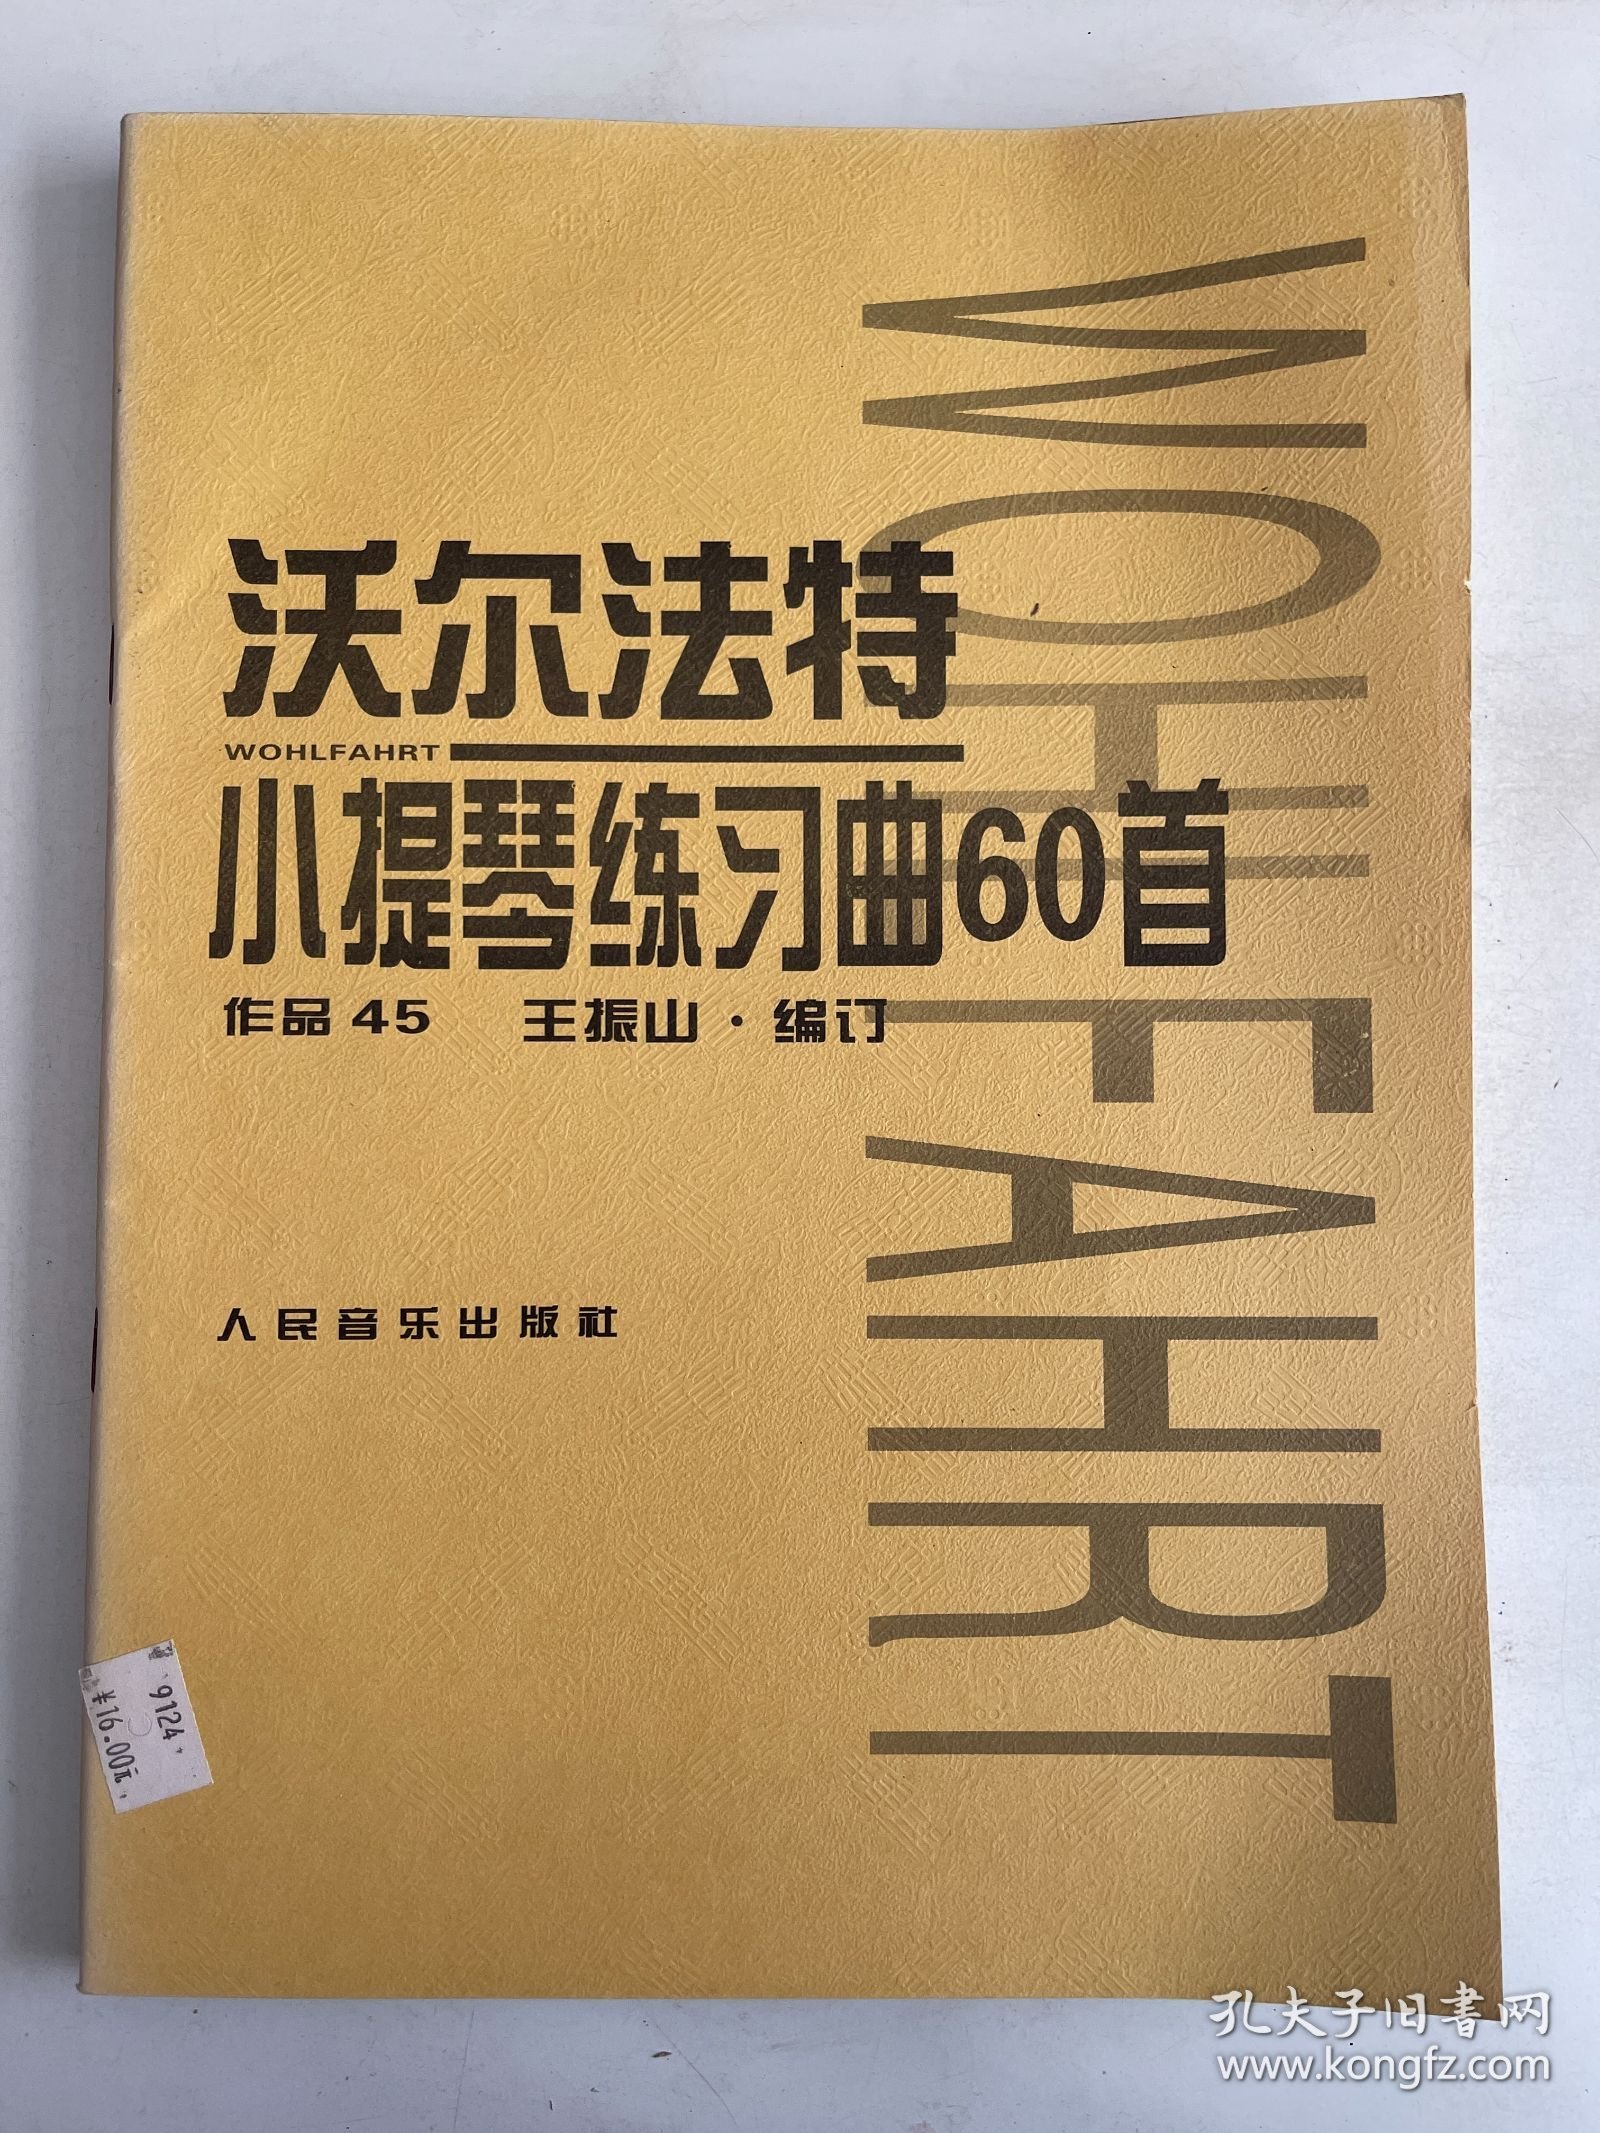 沃尔法特
WOHLFAHRT
小提琴练习曲60首
作品 45 王振山·编订
人民音乐出版社
WOHLFAHRT
9124
¥16.00元
孔夫子旧书网
www.kongfz.com